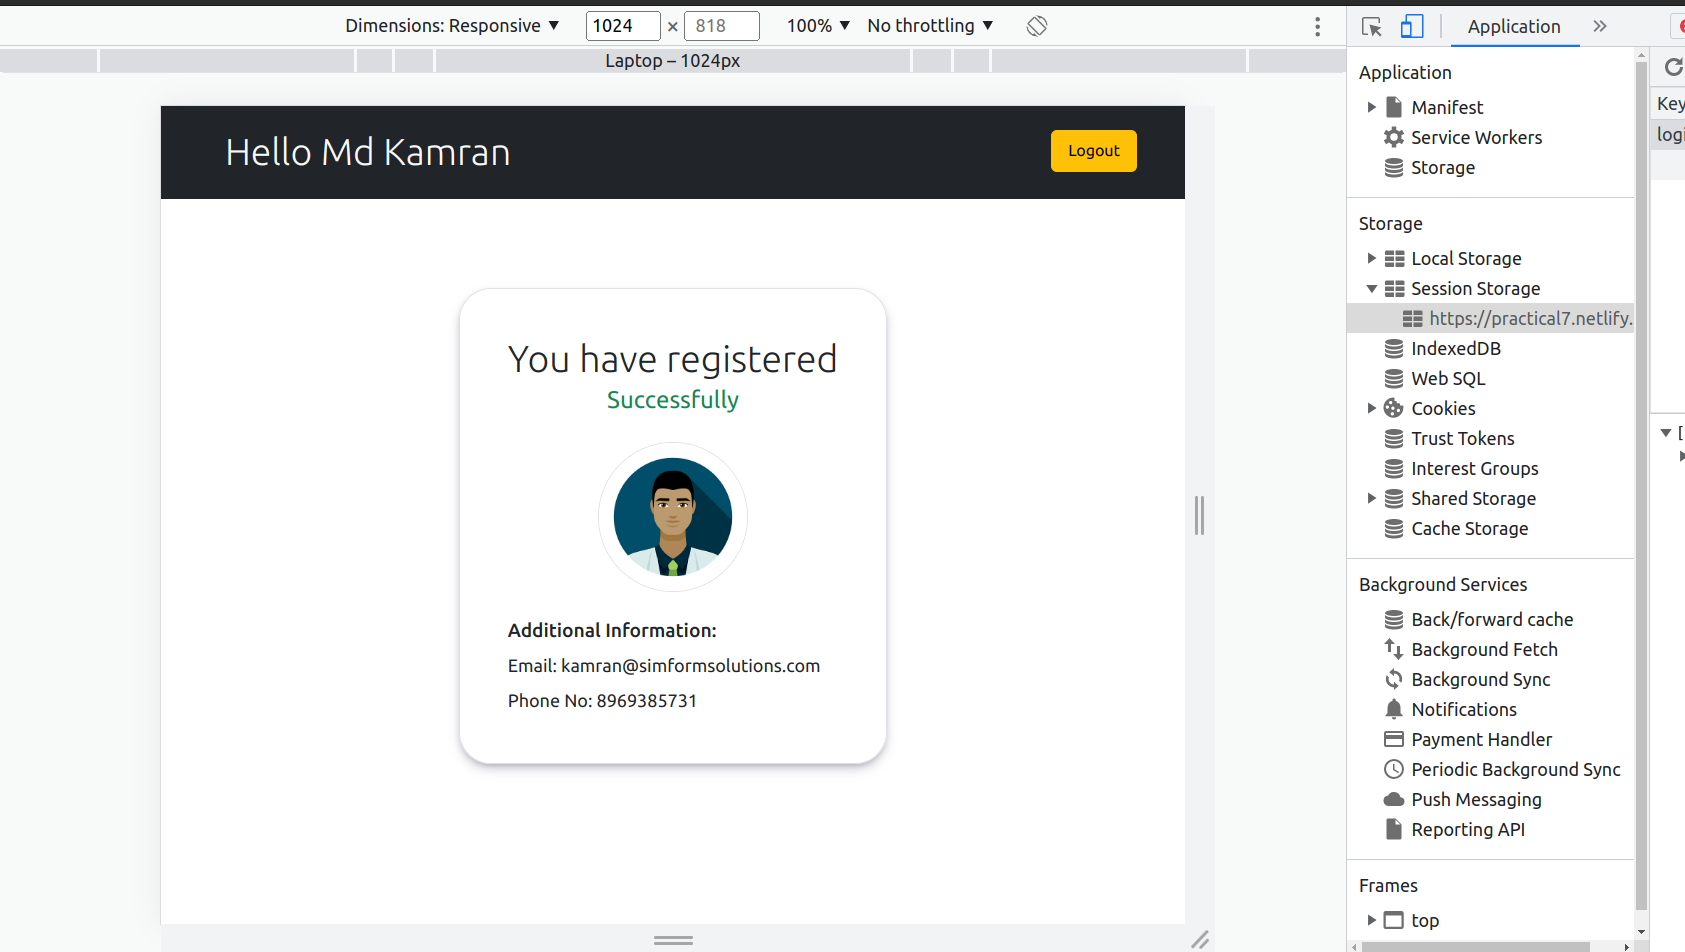 Dimensions: Responsive ▼ 1024 × 818 100% ▼ No throttling ▼
Laptop – 1024px
Hello Md Kamran
Logout
You have registered
Successfully
Additional Information:
Email: kamran@simformsolutions.com
Phone No: 8969385731
Application
Application
Manifest
Service Workers
Storage
Storage
Local Storage
Session Storage
https://practical7.netlify.
IndexedDB
Web SQL
Cookies
Trust Tokens
Interest Groups
Shared Storage
Cache Storage
Background Services
Back/forward cache
Background Fetch
Background Sync
Notifications
Payment Handler
Periodic Background Sync
Push Messaging
Reporting API
Frames
top
Key
logi
[